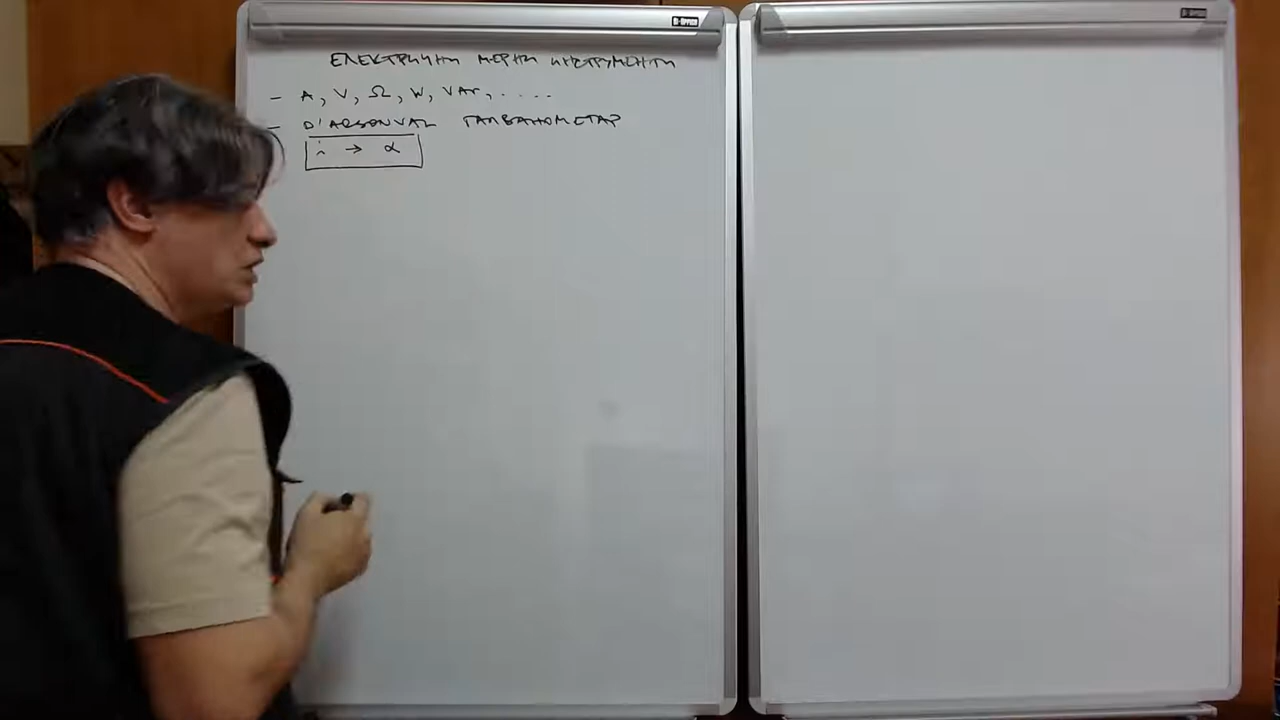 ЕЛЕКТРИЧНИ МЕРНИ ИНСТРУМЕНТИ
- A, V, Ω, W, VAr, ....
- D'ARSONVAL ГАЛВАНОМЕТАР
i → α